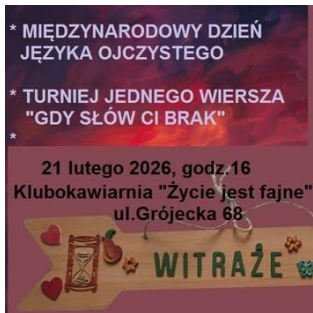 * MIĘDZYNARODOWY DZIEŃ
JĘZYKA OJCZYSTEGO
* TURNIEJ JEDNEGO WIERSZA
"GDY SŁÓW CI BRAK"
*
21 lutego 2026, godz.16
Klubokawiarnia "Życie jest fajne"
ul.Grójecka 68
WITRAŻE